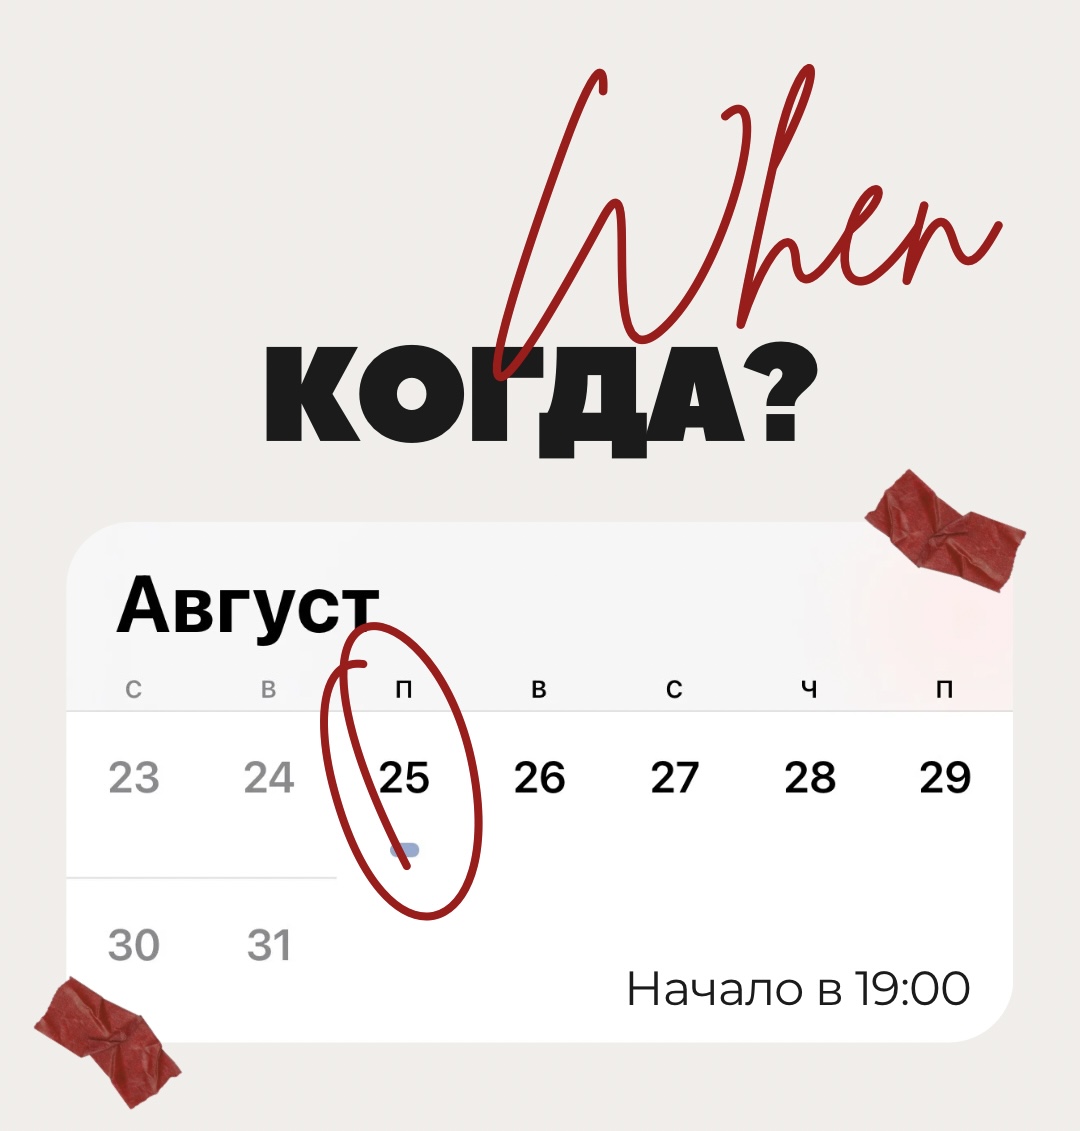 When
КОГДА?
Август
С В П В С Ч П
23 24 25 26 27 28 29
30 31
Начало в 19:00